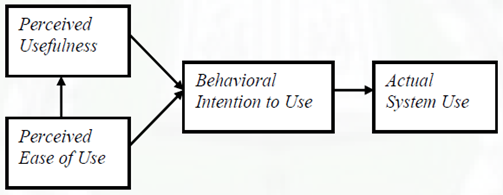 Perceived
Usefulness
Behavioral
Intention to Use
Actual
System Use
Perceived
Ease of Use